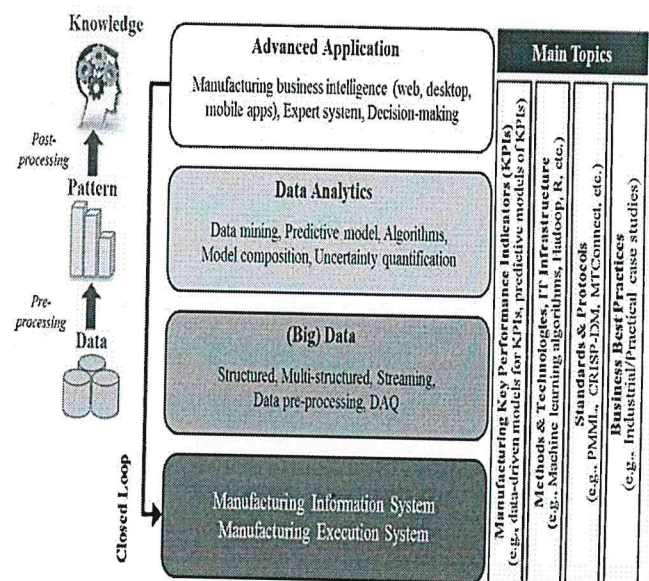 Knowledge
Post-
processing
Pattern
Pre-
processing
Data
Closed Loop
Advanced Application
Manufacturing business intelligence (web, desktop,
mobile apps), Expert system, Decision-making
Data Analytics
Data mining, Predictive model, Algorithms,
Model composition, Uncertainty quantification
(Big) Data
Structured, Multi-structured, Streaming,
Data pre-processing, DAQ
Manufacturing Information System
Manufacturing Execution System
Main Topics
Manufacturing Key Performance Indicators (KPIs)
(e.g., data-driven models for KPIs, predictive models of KPIs)
Methods & Technologies, IT Infrastructure
(e.g., Machine learning algorithms, Hadoop, R, etc.)
Standards & Protocols
(e.g., PMML, CRISP-DM, MTConnect, etc.)
Business Best Practices
(e.g., Industrial/Practical case studies)